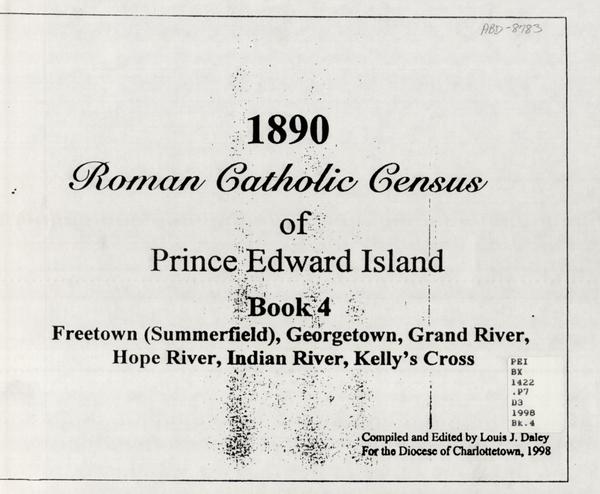 ABD-8783
1890
Roman Catholic Census
of
Prince Edward Island
Book 4
Freetown (Summerfield), Georgetown, Grand River,
Hope River, Indian River, Kelly's Cross
PEI
BX
1422
.P7
D3
1998
Bk.4
Compiled and Edited by Louis J. Daley
For the Diocese of Charlottetown, 1998